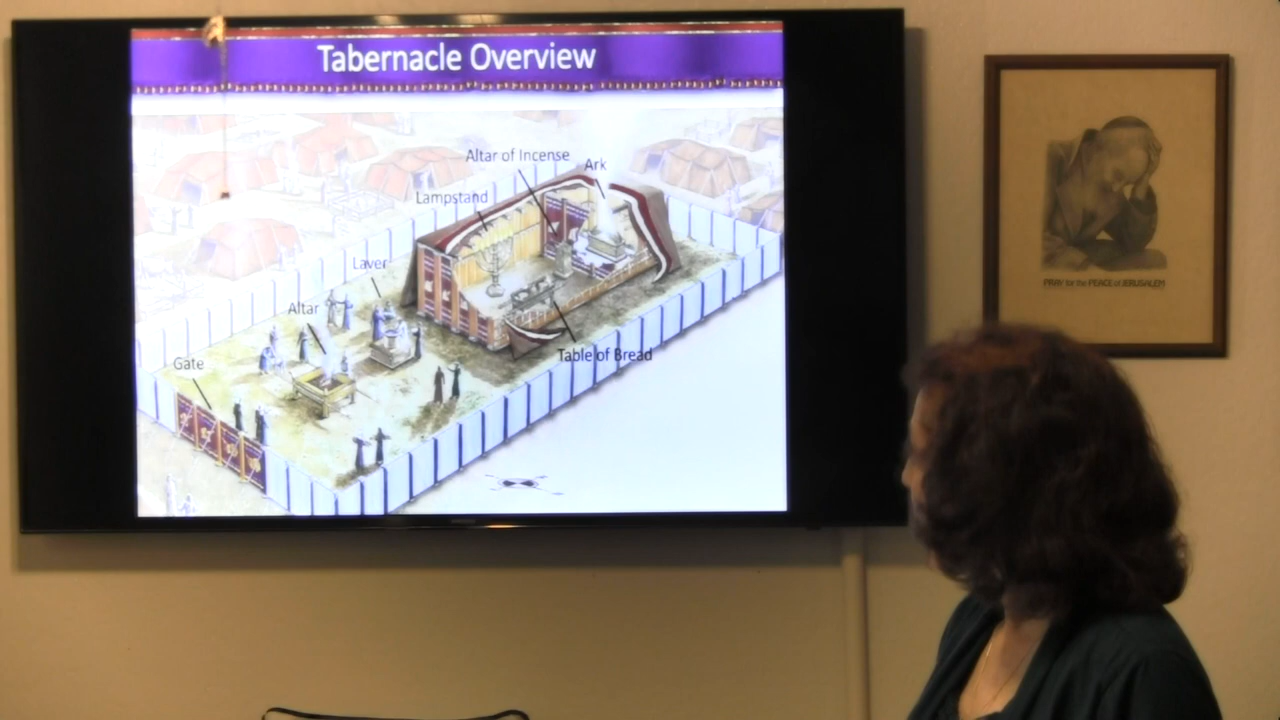 Tabernacle Overview
Altar of Incense
Ark
Lampstand
Laver
Altar
Gate
Table of Bread
PRAY for the PEACE of JERUSALEM